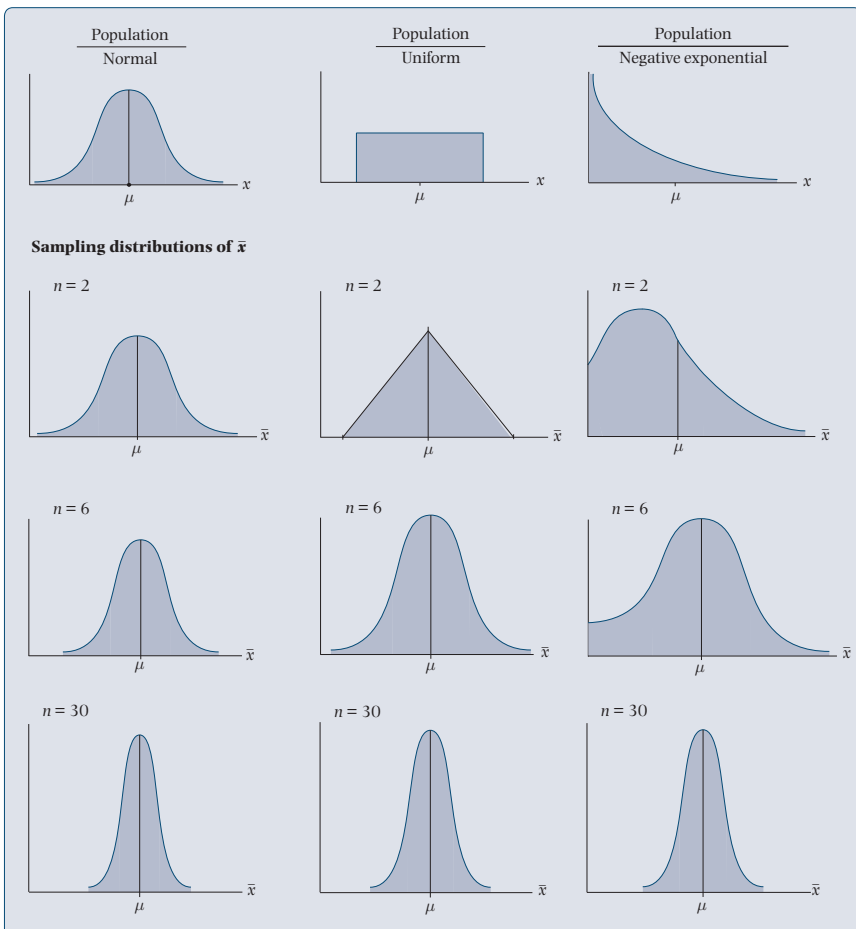 Population
Normal
Population
Uniform
Population
Negative exponential
x
μ
x
μ
x
μ
Sampling distributions of x̄
n = 2
x̄
μ
n = 2
x̄
μ
n = 2
x̄
μ
n = 6
x̄
μ
n = 6
x̄
μ
n = 6
x̄
μ
n = 30
x̄
μ
n = 30
x̄
μ
n = 30
x̄
μ